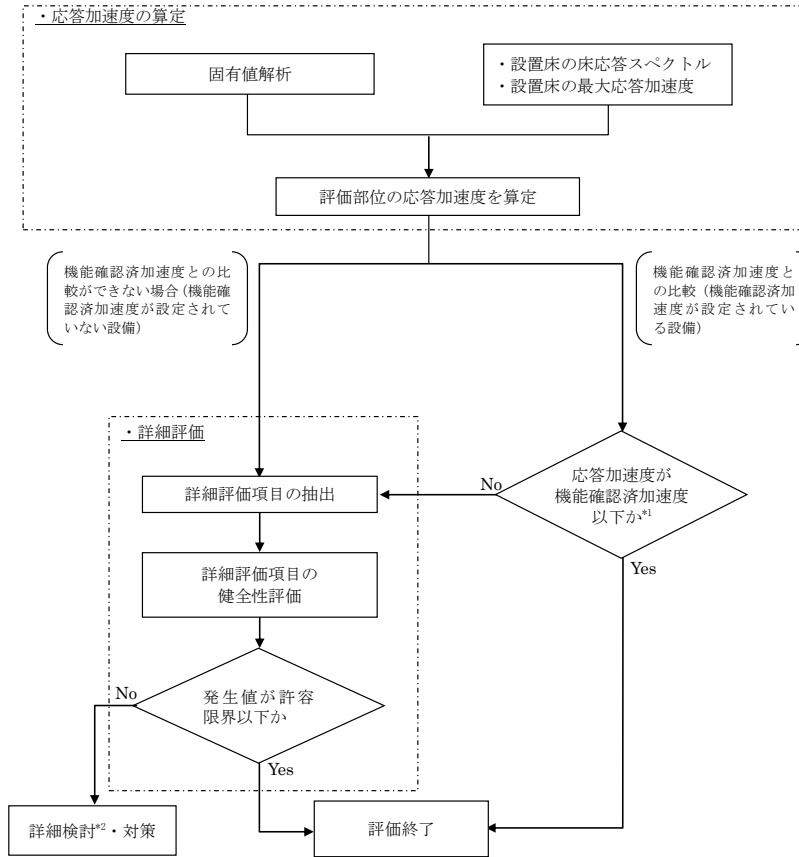 ・応答加速度の算定
固有値解析
・設置床の床応答スペクトル
・設置床の最大応答加速度
評価部位の応答加速度を算定
機能確認済加速度との比
較ができない場合（機能確
認済加速度が設定されて
いない設備）
機能確認済加速度と
の比較（機能確認済加
速度が設定されてい
る設備）
・詳細評価
詳細評価項目の抽出
No
応答加速度が
機能確認済加速度
以下か*1
Yes
詳細評価項目の
健全性評価
No
発生値が許容
限界以下か
Yes
詳細検討*2・対策
評価終了